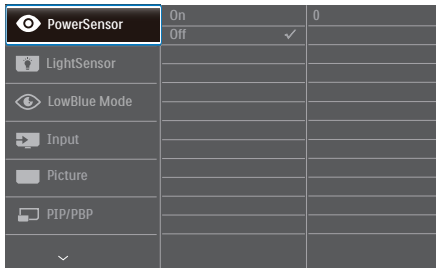 PowerSensor
On
0
Off
LightSensor
LowBlue Mode
Input
Picture
PIP/PBP